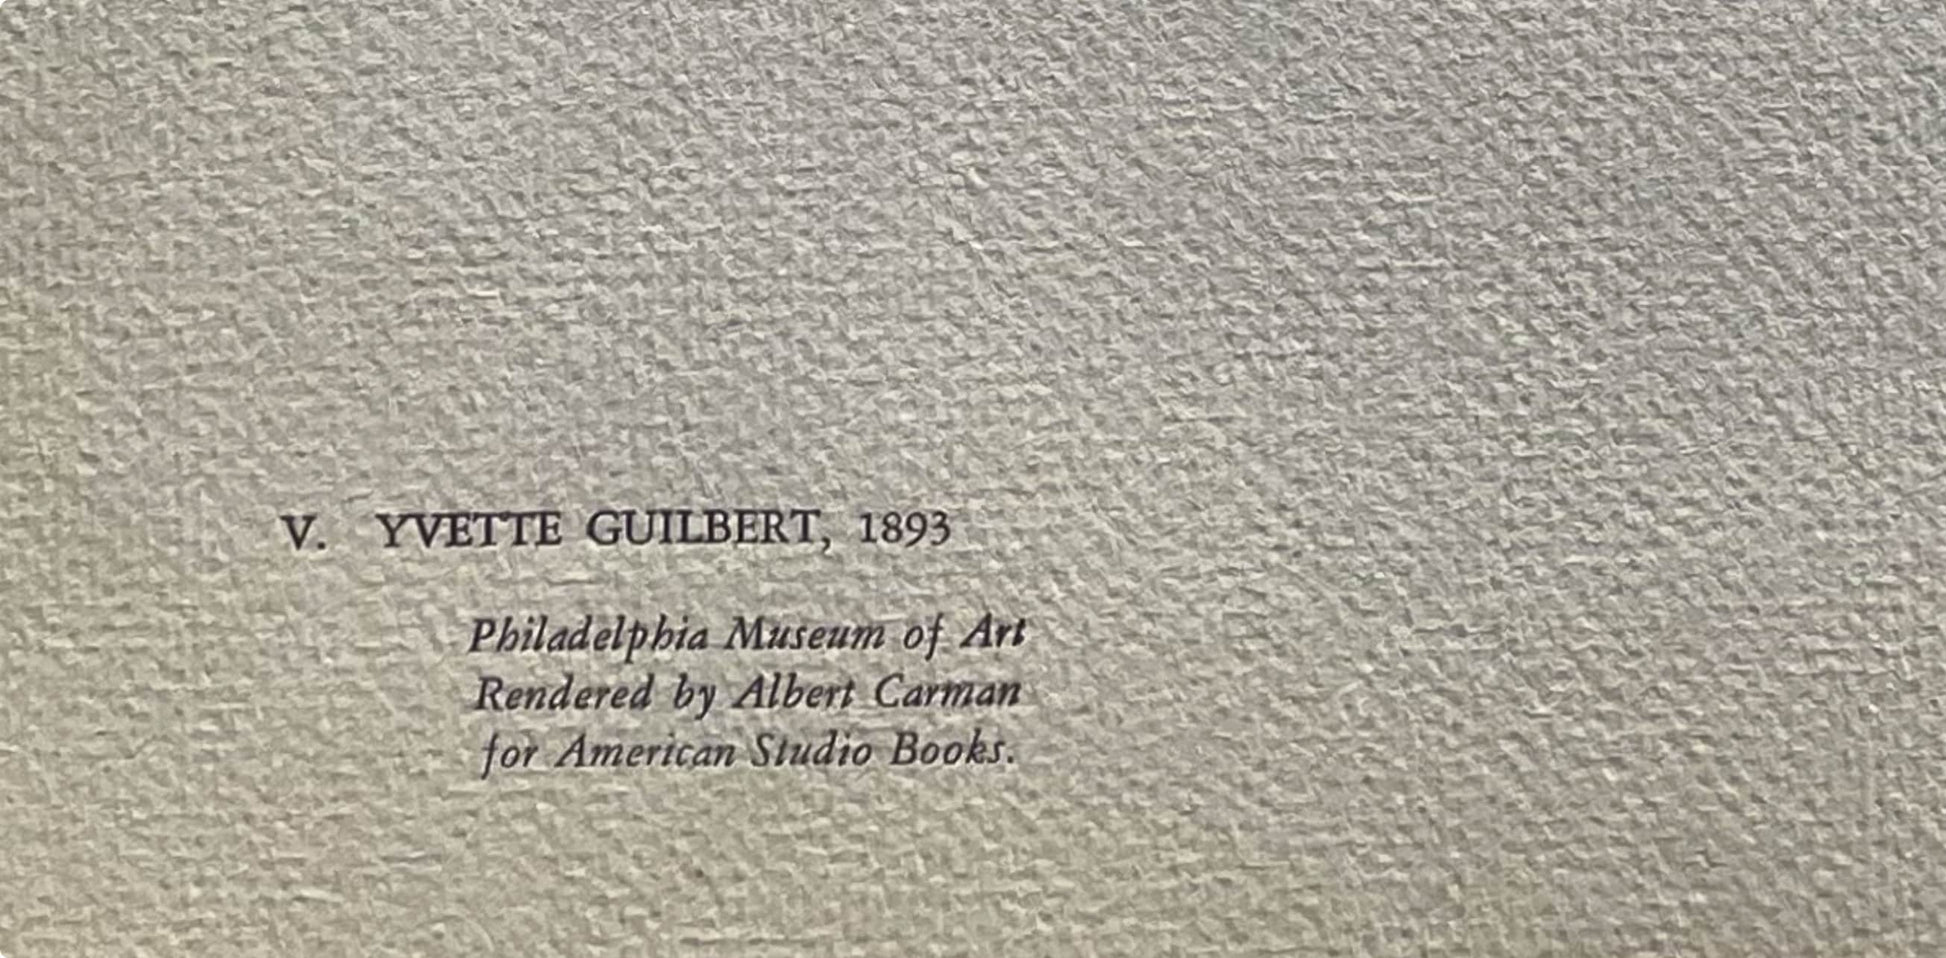 V. YVETTE GUILBERT, 1893
Philadelphia Museum of Art
Rendered by Albert Carman
for American Studio Books.